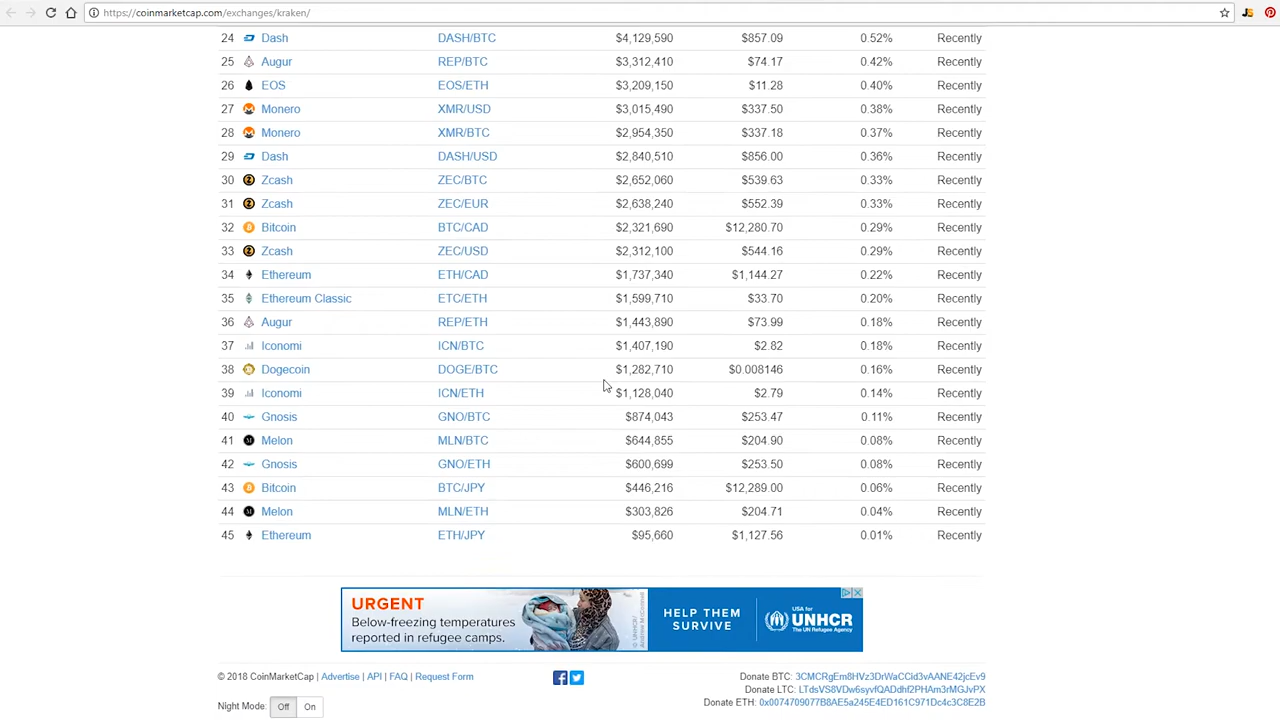 https://coinmarketcap.com/exchanges/kraken/
24 Dash DASH/BTC $4,129,590 $857.09 0.52% Recently
25 Augur REP/BTC $3,312,410 $74.17 0.42% Recently
26 EOS EOS/ETH $3,209,150 $11.28 0.40% Recently
27 Monero XMR/USD $3,015,490 $337.50 0.38% Recently
28 Monero XMR/BTC $2,954,350 $337.18 0.37% Recently
29 Dash DASH/USD $2,840,510 $856.00 0.36% Recently
30 Zcash ZEC/BTC $2,652,060 $539.63 0.33% Recently
31 Zcash ZEC/EUR $2,638,240 $552.39 0.33% Recently
32 Bitcoin BTC/CAD $2,321,690 $12,280.70 0.29% Recently
33 Zcash ZEC/USD $2,312,100 $544.16 0.29% Recently
34 Ethereum ETH/CAD $1,737,340 $1,144.27 0.22% Recently
35 Ethereum Classic ETC/ETH $1,599,710 $33.70 0.20% Recently
36 Augur REP/ETH $1,443,890 $73.99 0.18% Recently
37 Iconomi ICN/BTC $1,407,190 $2.82 0.18% Recently
38 Dogecoin DOGE/BTC $1,282,710 $0.008146 0.16% Recently
39 Iconomi ICN/ETH $1,128,040 $2.79 0.14% Recently
40 Gnosis GNO/BTC $874,043 $253.47 0.11% Recently
41 Melon MLN/BTC $644,855 $204.90 0.08% Recently
42 Gnosis GNO/ETH $600,699 $253.50 0.08% Recently
43 Bitcoin BTC/JPY $446,216 $12,289.00 0.06% Recently
44 Melon MLN/ETH $303,826 $204.71 0.04% Recently
45 Ethereum ETH/JPY $95,660 $1,127.56 0.01% Recently
URGENT
Below-freezing temperatures
reported in refugee camps.
HELP THEM
SURVIVE
USA for
UNHCR
The UN Refugee Agency
© 2018 CoinMarketCap | Advertise | API | FAQ | Request Form
Donate BTC: 3CMCRgEm8HVz3DrWaCCid3vAANE42jcEv9
Donate LTC: LTdsVS8VDw6syvfQADdhf2PHAm3rMGJvPX
Donate ETH: 0x0074709077B8AE5a245E4ED161C971Dc4c3C8E2B
Night Mode: Off On